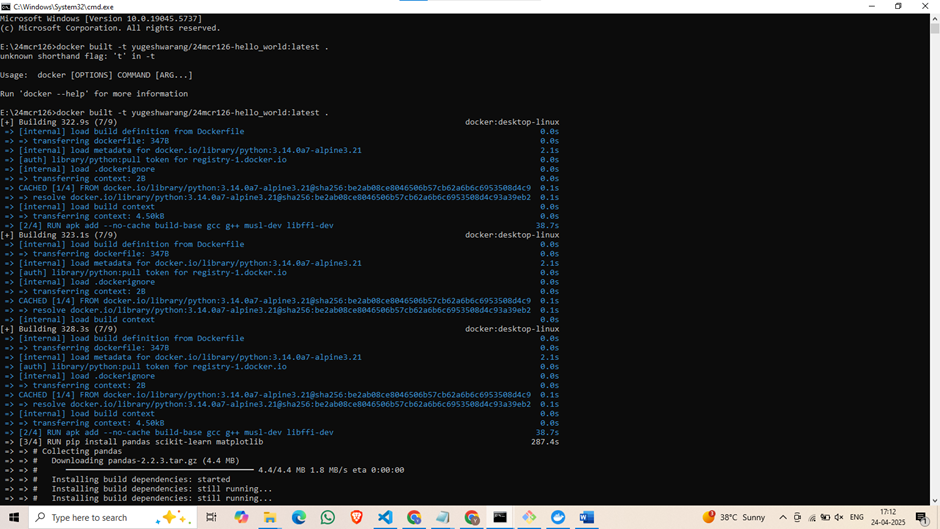 C:\Windows\System32\cmd.exe
Microsoft Windows [Version 10.0.19045.5737]
(c) Microsoft Corporation. All rights reserved.
E:\24mcr126>docker built -t yugeshwarang/24mcr126-hello_world:latest .
unknown shorthand flag: 't' in -t
Usage:  docker [OPTIONS] COMMAND [ARG...]
Run 'docker --help' for more information
E:\24mcr126>docker built -t yugeshwarang/24mcr126-hello_world:latest .
[+] Building 322.9s (7/9) docker:desktop-linux
=> [internal] load build definition from Dockerfile 0.0s
=> => transferring dockerfile: 347B 0.0s
=> [internal] load metadata for docker.io/library/python:3.14.0a7-alpine3.21 2.1s
=> [auth] library/python:pull token for registry-1.docker.io 0.0s
=> [internal] load .dockerignore 0.0s
=> => transferring context: 2B 0.0s
=> CACHED [1/4] FROM docker.io/library/python:3.14.0a7-alpine3.21@sha256:be2ab08ce8046506b57cb62a6b6c6953508d4c9 0.1s
=> => resolve docker.io/library/python:3.14.0a7-alpine3.21@sha256:be2ab08ce8046506b57cb62a6b6c6953508d4c93a39eb2 0.1s
=> [internal] load build context 0.0s
=> => transferring context: 4.50kB 0.0s
=> [2/4] RUN apk add --no-cache build-base gcc g++ musl-dev libffi-dev 38.7s
[+] Building 323.1s (7/9) docker:desktop-linux
=> [internal] load build definition from Dockerfile 0.0s
=> => transferring dockerfile: 347B 0.0s
=> [internal] load metadata for docker.io/library/python:3.14.0a7-alpine3.21 2.1s
=> [auth] library/python:pull token for registry-1.docker.io 0.0s
=> [internal] load .dockerignore 0.0s
=> => transferring context: 2B 0.0s
=> CACHED [1/4] FROM docker.io/library/python:3.14.0a7-alpine3.21@sha256:be2ab08ce8046506b57cb62a6b6c6953508d4c9 0.1s
=> => resolve docker.io/library/python:3.14.0a7-alpine3.21@sha256:be2ab08ce8046506b57cb62a6b6c6953508d4c93a39eb2 0.1s
=> [internal] load build context 0.0s
[+] Building 328.3s (7/9) docker:desktop-linux
=> [internal] load build definition from Dockerfile 0.0s
=> => transferring dockerfile: 347B 0.0s
=> [internal] load metadata for docker.io/library/python:3.14.0a7-alpine3.21 2.1s
=> [auth] library/python:pull token for registry-1.docker.io 0.0s
=> [internal] load .dockerignore 0.0s
=> => transferring context: 2B 0.0s
=> CACHED [1/4] FROM docker.io/library/python:3.14.0a7-alpine3.21@sha256:be2ab08ce8046506b57cb62a6b6c6953508d4c9 0.1s
=> => resolve docker.io/library/python:3.14.0a7-alpine3.21@sha256:be2ab08ce8046506b57cb62a6b6c6953508d4c93a39eb2 0.1s
=> [internal] load build context 0.0s
=> => transferring context: 4.50kB 0.0s
=> [2/4] RUN apk add --no-cache build-base gcc g++ musl-dev libffi-dev 38.7s
=> [3/4] RUN pip install pandas scikit-learn matplotlib 287.4s
=> => # Collecting pandas
=> => #   Downloading pandas-2.2.3.tar.gz (4.4 MB)
=> => # 4.4/4.4 MB 1.8 MB/s eta 0:00:00
=> => #   Installing build dependencies: started
=> => #   Installing build dependencies: still running...
=> => #   Installing build dependencies: still running...
Type here to search
38°C Sunny
ENG
17:12
24-04-2025